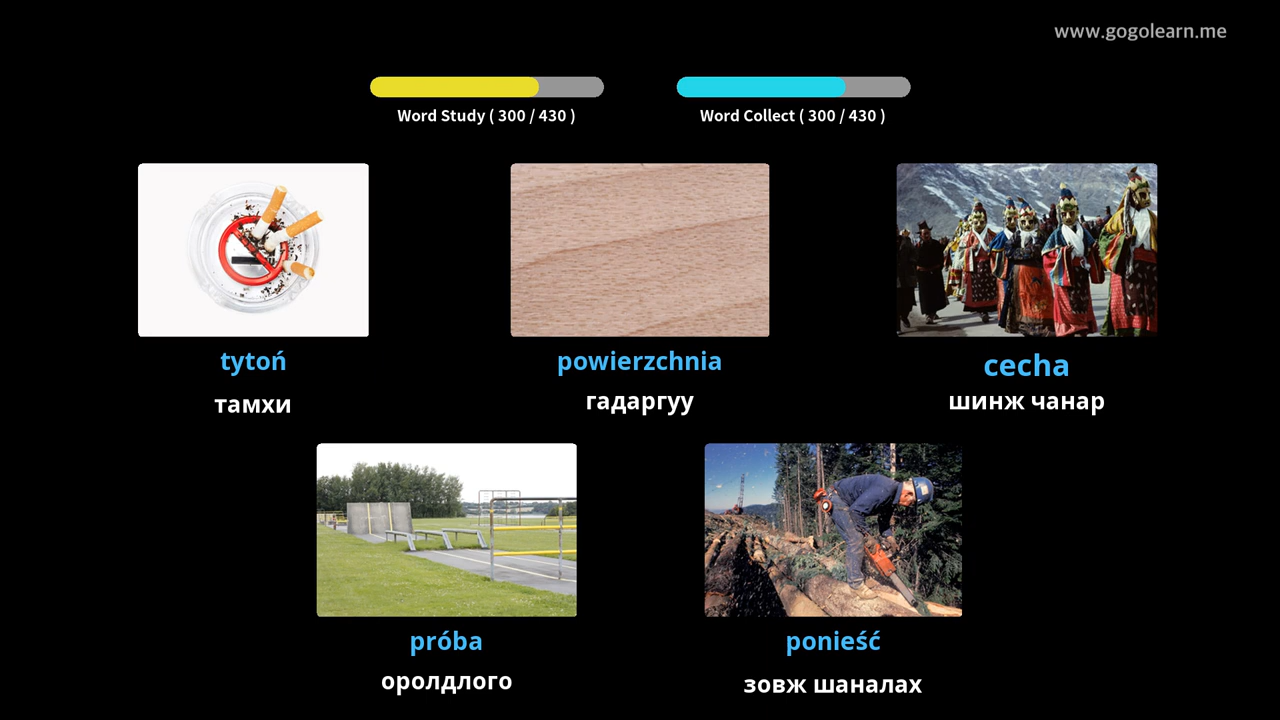 www.gogolearn.me
Word Study ( 300 / 430 )
Word Collect ( 300 / 430 )
tytoń
тамхи
powierzchnia
гадаргуу
cecha
шинж чанар
próba
оролдлого
ponieść
зовж шаналах